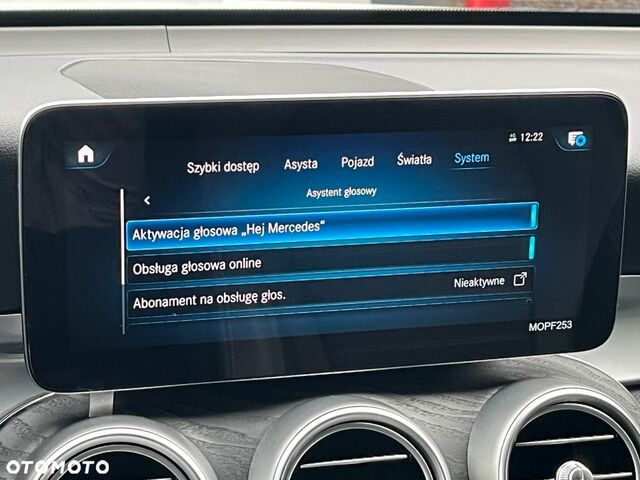 4G 12:22
Szybki dostęp Asysta Pojazd Światła System
Asystent głosowy
Aktywacja głosowa „Hej Mercedes“
Obsługa głosowa online
Abonament na obsługę głos. Nieaktywne
MOPF253
OTOMOTO